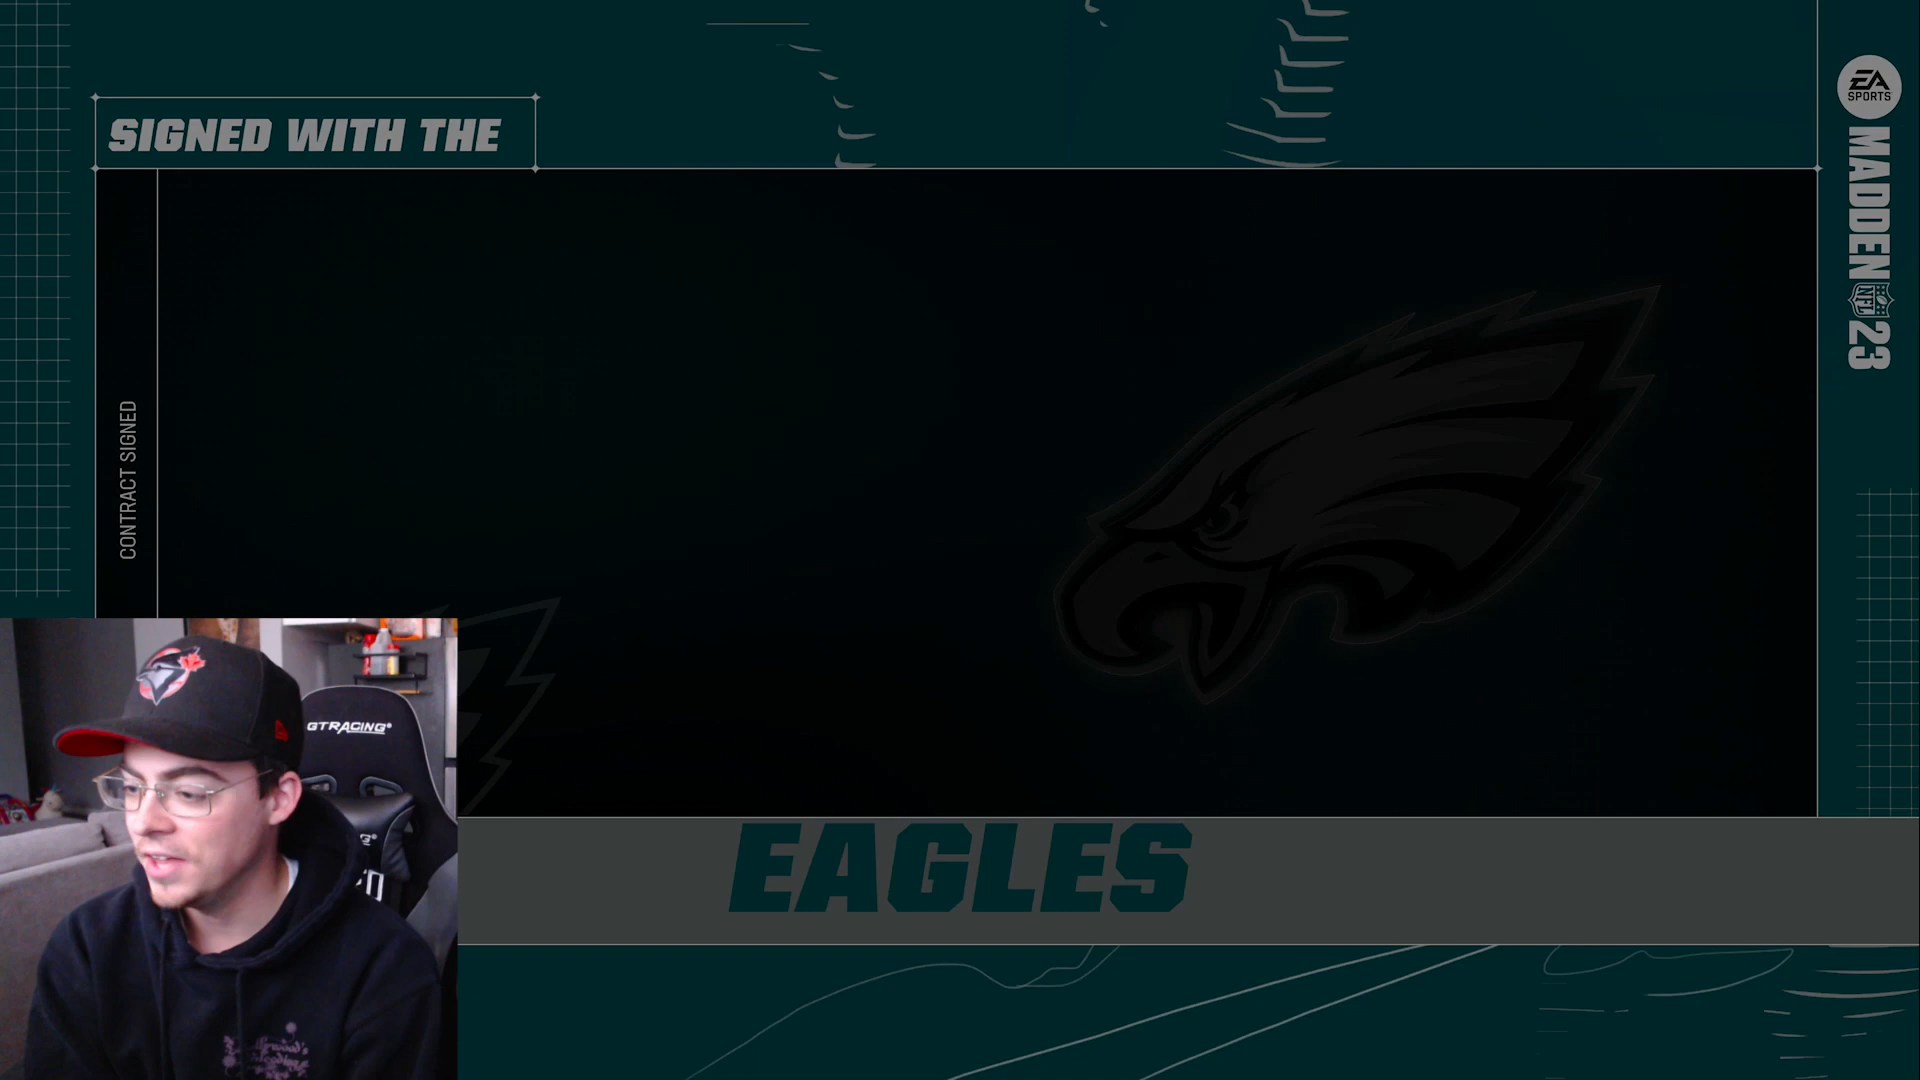 SIGNED WITH THE
EA
SPORTS
MADDEN
NFL
23
CONTRACT SIGNED
GTRACING
EAGLES